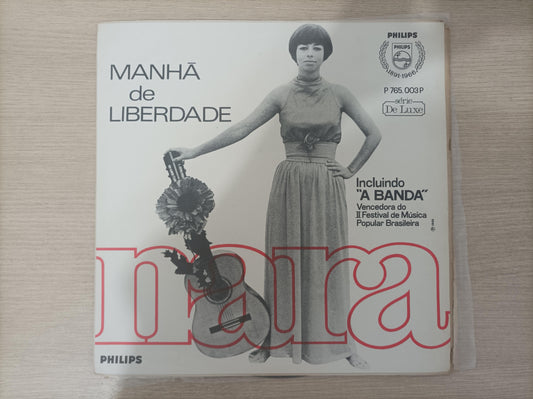 MANHÃ
de
LIBERDADE
PHILIPS
PHILIPS
1891-1966
P 765.003 P
série
De Luxe
Incluindo
"A BANDA"
Vencedora do
II Festival de Música
Popular Brasileira
nara
PHILIPS